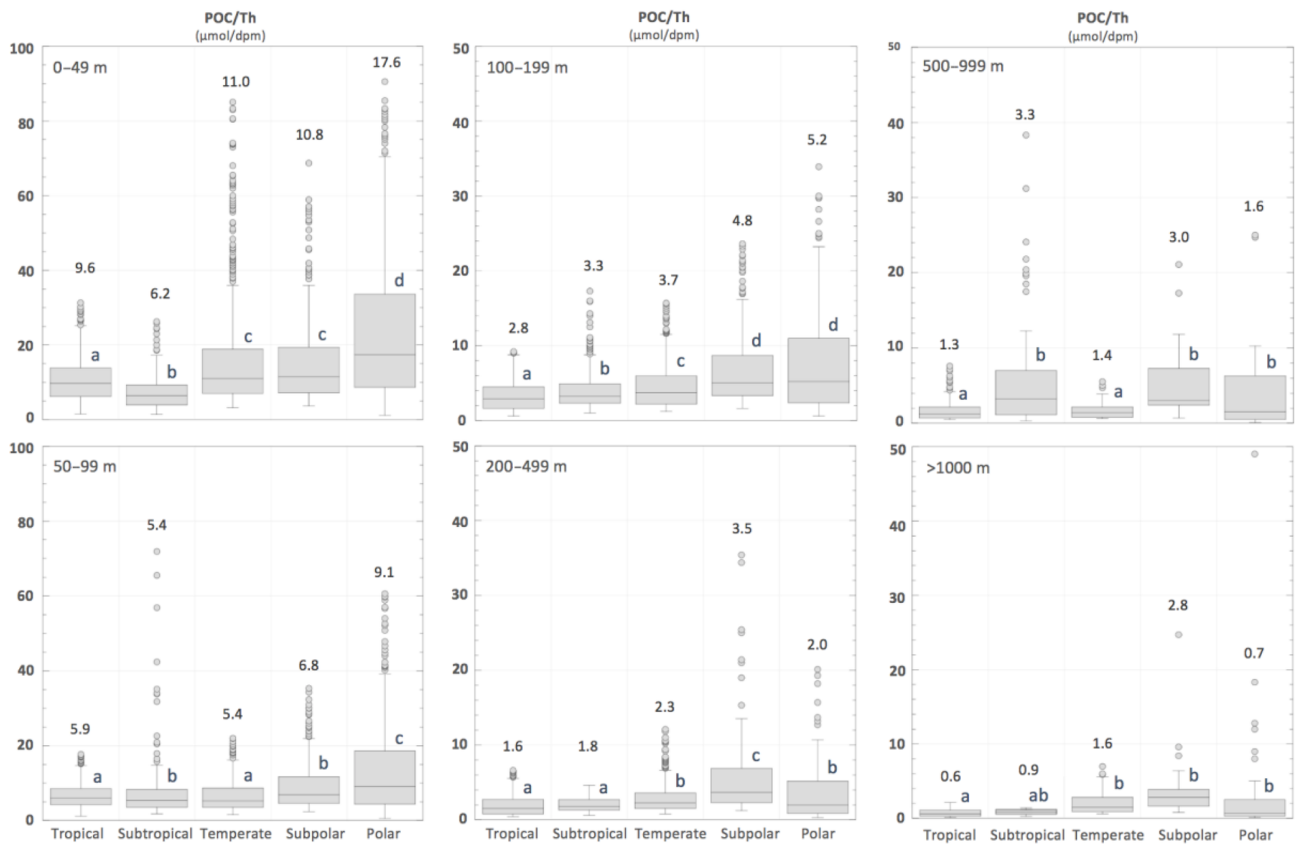 POC/Th
(µmol/dpm)
100
80
60
40
20
0
0–49 m
9.6
6.2
11.0
10.8
17.6
a
b
c
c
d
POC/Th
(µmol/dpm)
50
40
30
20
10
0
100–199 m
2.8
3.3
3.7
4.8
5.2
a
b
c
d
d
POC/Th
(µmol/dpm)
50
40
30
20
10
0
500–999 m
1.3
3.3
1.4
3.0
1.6
a
b
a
b
b
100
80
60
40
20
0
50–99 m
5.9
5.4
5.4
6.8
9.1
a
b
a
b
c
Tropical Subtropical Temperate Subpolar Polar
50
40
30
20
10
0
200–499 m
1.6
1.8
2.3
3.5
2.0
a
a
b
c
b
Tropical Subtropical Temperate Subpolar Polar
50
40
30
20
10
0
>1000 m
0.6
0.9
1.6
2.8
0.7
a
ab
b
b
b
Tropical Subtropical Temperate Subpolar Polar